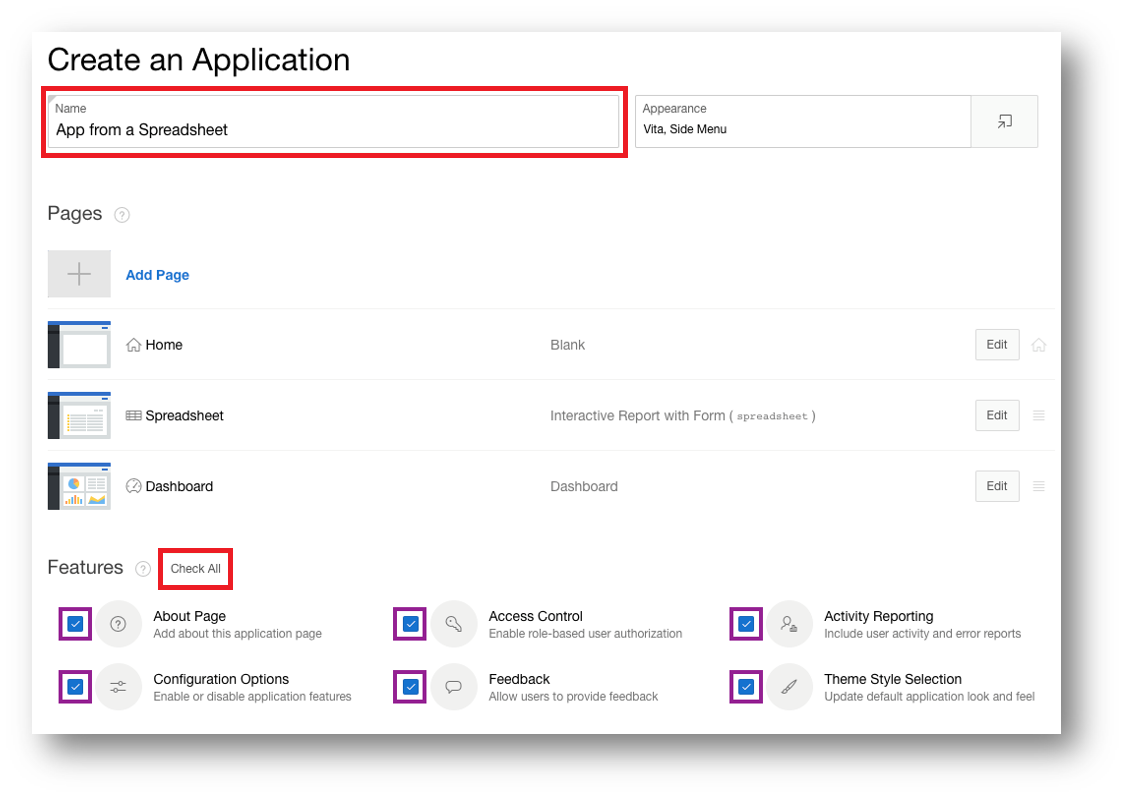 Create an Application
Name
App from a Spreadsheet
Appearance
Vita, Side Menu
Pages ?
Add Page
Home
Blank
Edit
Spreadsheet
Interactive Report with Form ( spreadsheet )
Edit
Dashboard
Dashboard
Edit
Features ?
Check All
?
About Page
Add about this application page
Access Control
Enable role-based user authorization
Activity Reporting
Include user activity and error reports
Configuration Options
Enable or disable application features
Feedback
Allow users to provide feedback
Theme Style Selection
Update default application look and feel